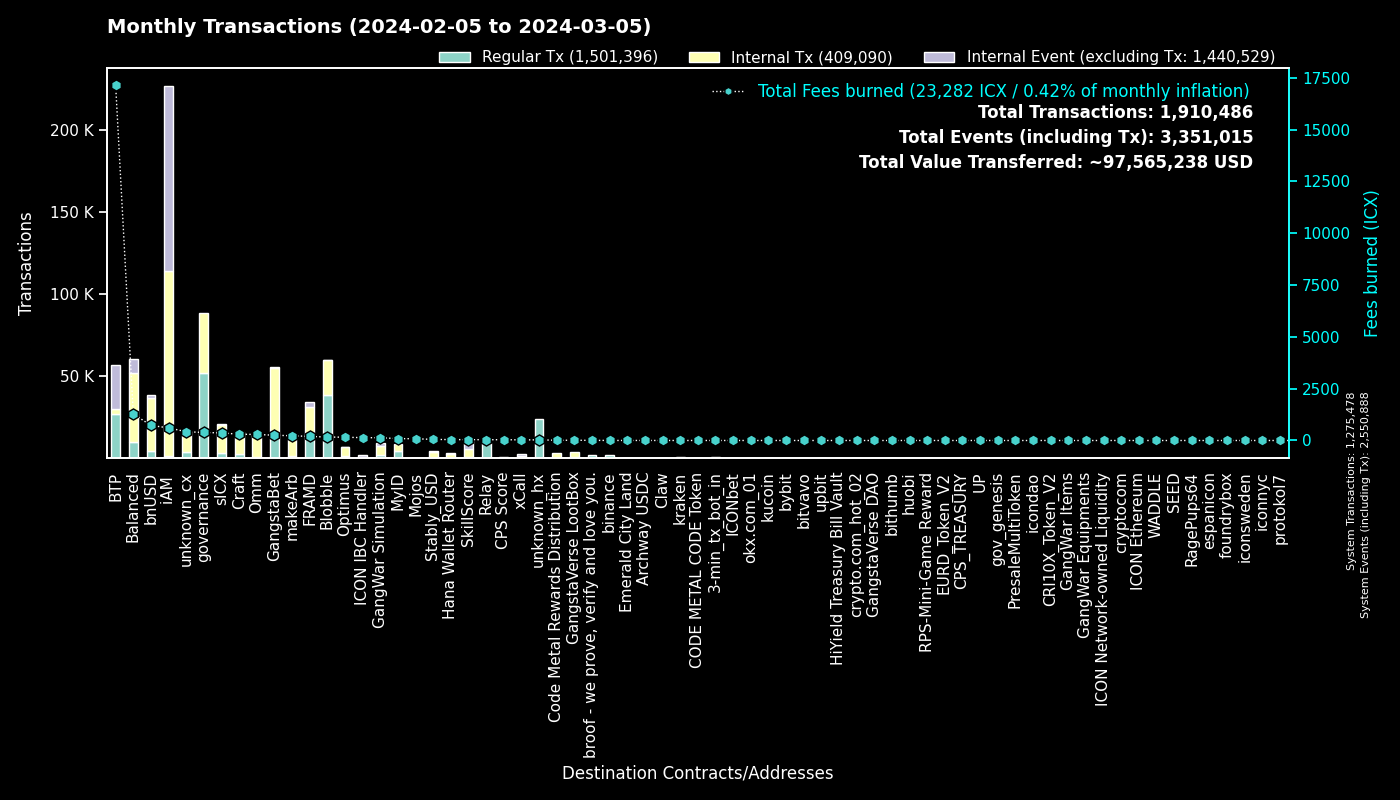 Monthly Transactions (2024-02-05 to 2024-03-05)
Regular Tx (1,501,396)
Internal Tx (409,090)
Internal Event (excluding Tx: 1,440,529)
Total Fees burned (23,282 ICX / 0.42% of monthly inflation)
Total Transactions: 1,910,486
Total Events (including Tx): 3,351,015
Total Value Transferred: ~97,565,238 USD
Transactions
200 K
150 K
100 K
50 K
17500
15000
12500
10000
7500
5000
2500
0
Fees burned (ICX)
System Transactions: 1,275,478
System Events (including Tx): 2,550,888
BTP
Balanced
bnUSD
iAM
unknown_cx
governance
sICX
Craft
Omm
GangstaBet
makeArb
FRAMD
Blobble
Optimus
ICON IBC Handler
GangWar Simulation
MyID
Mojos
Stably_USD
Hana Wallet Router
SkillScore
Relay
CPS Score
xCall
unknown_hx
Code Metal Rewards Distribution
GangstaVerse LootBox
broof - we prove, verify and love you.
binance
Emerald City Land
Archway_USDC
Claw
kraken
CODE METAL CODE Token
3-min_tx_bot_in
ICONbet
okx.com_01
kucoin
bybit
bitvavo
upbit
HiYield Treasury Bill Vault
crypto.com_hot_02
GangstaVerse_DAO
bithumb
huobi
RPS-Mini-Game Reward
EURD_Token_V2
CPS_TREASURY
UP
gov_genesis
PresaleMultiToken
icondao
CRI10X_Token_V2
GangWar Items
GangWar Equipments
ICON Network-owned Liquidity
cryptocom
ICON Ethereum
WADDLE
SEED
RagePups64
espanicon
foundrybox
iconsweden
iconnyc
protokol7
Destination Contracts/Addresses